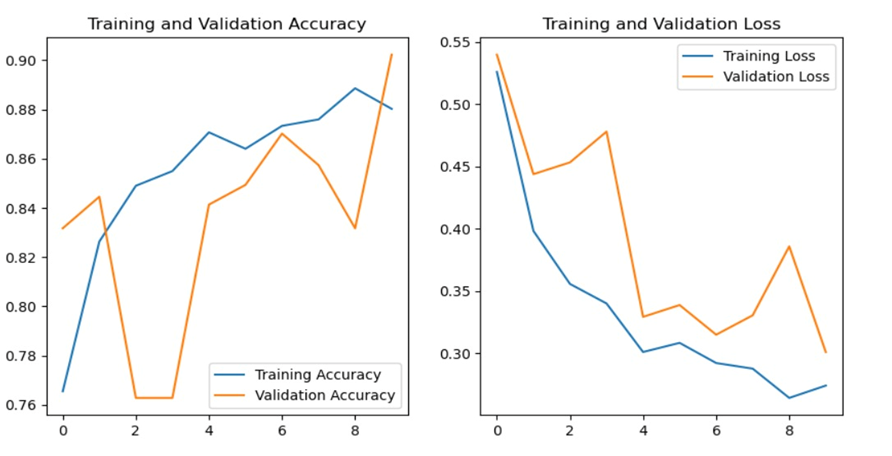 Training and Validation Accuracy
0.90
0.88
0.86
0.84
0.82
0.80
0.78
0.76
0 2 4 6 8
Training Accuracy
Validation Accuracy
Training and Validation Loss
0.55
0.50
0.45
0.40
0.35
0.30
0 2 4 6 8
Training Loss
Validation Loss